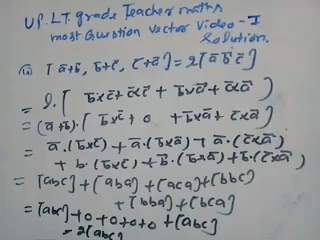 UP. L.T. grade Teacher maths
most Question vector Video - I
Solution.
(ii) [ā+b̄, b̄+c̄, c̄+ā] = 2[ā b̄ c̄]
= [ b̄×c̄ + c̄×c̄ + b̄×ā + c̄×ā )
= (ā+b̄) · [ b̄×c̄ + 0 + b̄×ā + c̄×ā )
= ā · (b̄×c̄) + ā · (b̄×ā) + ā · (c̄×ā)
+ b̄ · (b̄×c̄) + b̄ · (b̄×ā) + b̄ · (c̄×ā)
= [abc] + [aba] + [aca] + [bbc]
+ [bba] + [bca]
= [abc] + 0 + 0 + 0 + 0 + [abc]
= 2[abc]